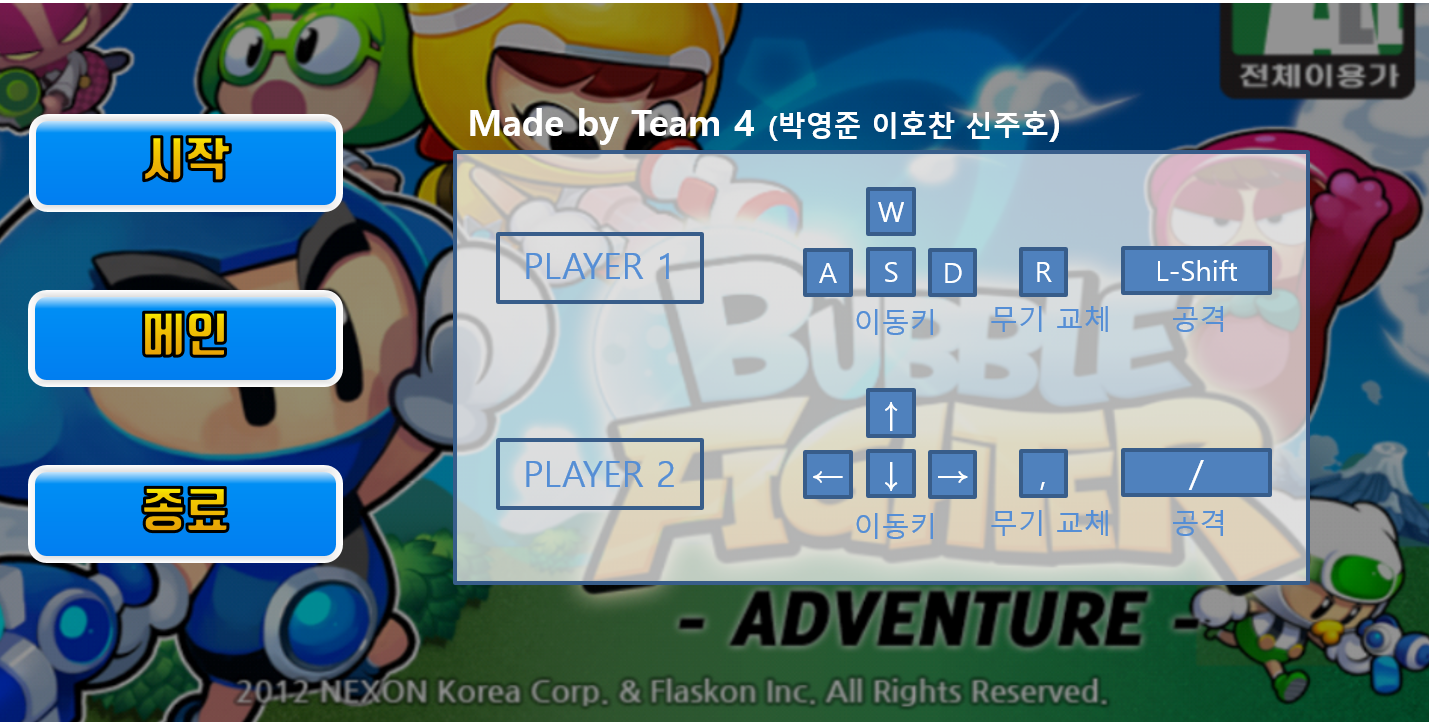 ALL
전체이용가
Made by Team 4 (박영준 이호찬 신주호)
시작
메인
종료
PLAYER 1
W
A S D R L-Shift
이동키 무기 교체 공격
PLAYER 2
↑
← ↓ → , /
이동키 무기 교체 공격
BUBBLE
FIGHTER
- ADVENTURE -
2012 NEXON Korea Corp. & Flaskon Inc. All Rights Reserved.